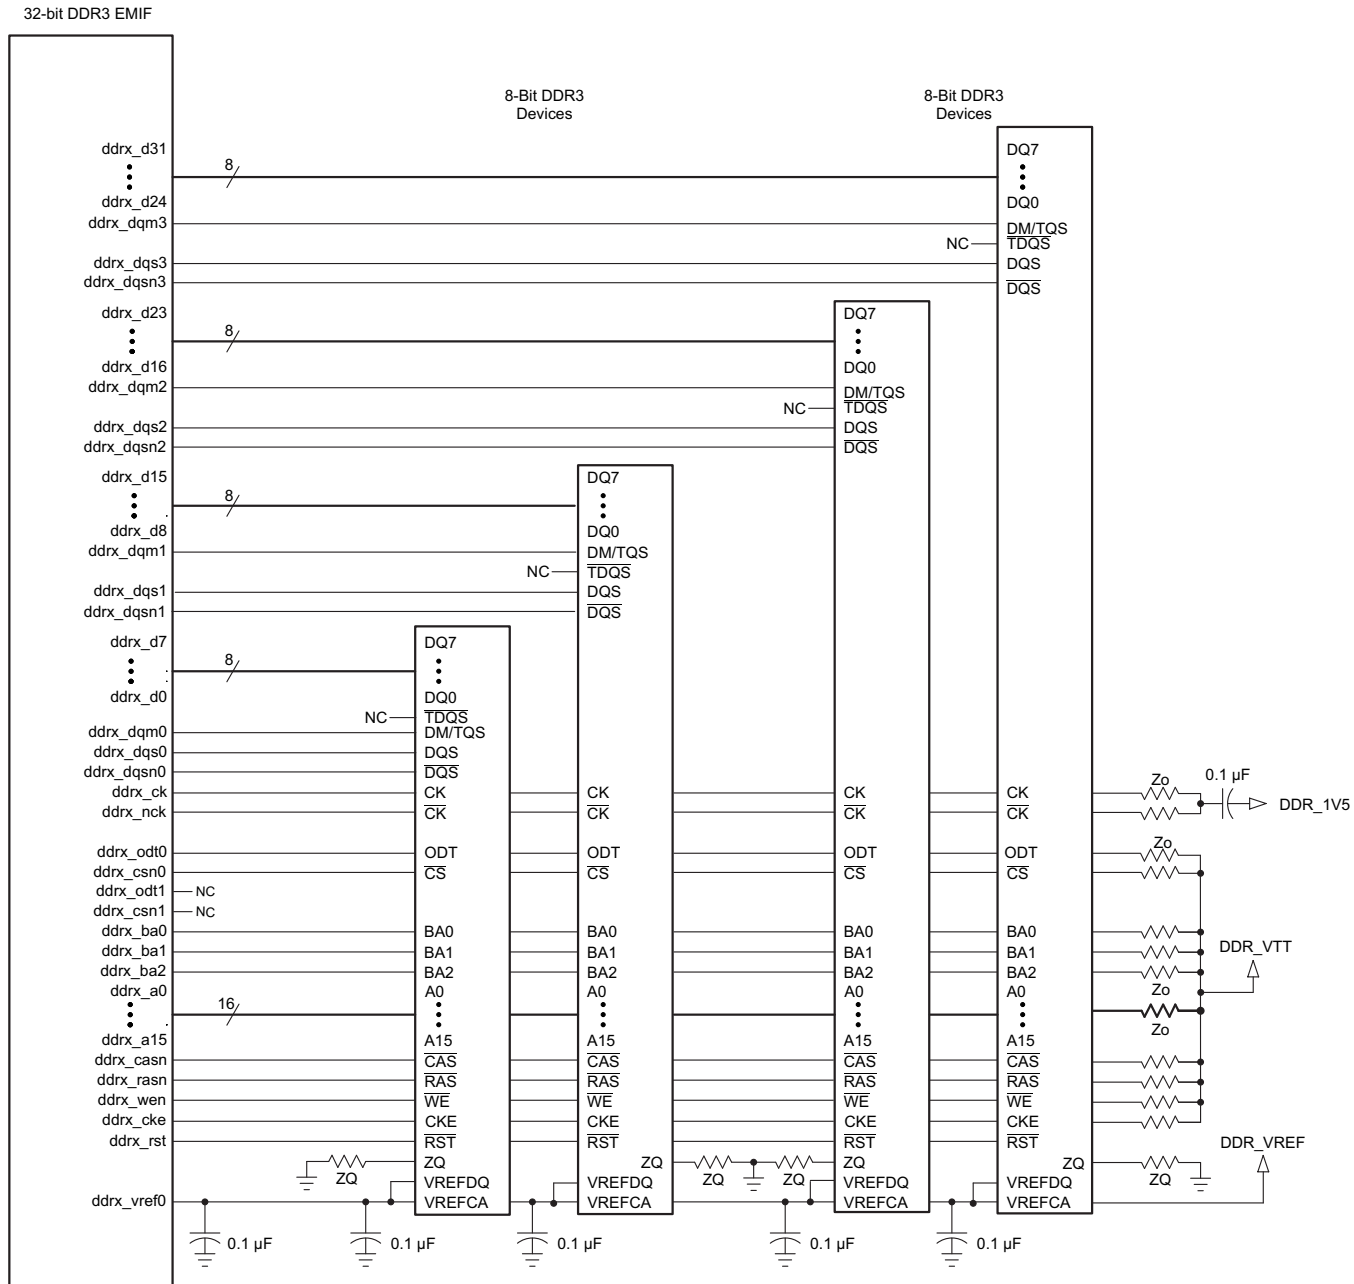 32-bit DDR3 EMIF
8-Bit DDR3
Devices
8-Bit DDR3
Devices
ddrx_d31
8
DQ7
ddrx_d24
DQ0
ddrx_dqm3
DM/TQS
NC
TDQS
ddrx_dqs3
DQS
ddrx_dqsn3
DQS
ddrx_d23
8
DQ7
ddrx_d16
DQ0
ddrx_dqm2
DM/TQS
NC
TDQS
ddrx_dqs2
DQS
ddrx_dqsn2
DQS
ddrx_d15
8
DQ7
ddrx_d8
DQ0
ddrx_dqm1
DM/TQS
NC
TDQS
ddrx_dqs1
DQS
ddrx_dqsn1
DQS
ddrx_d7
8
DQ7
ddrx_d0
DQ0
NC
TDQS
ddrx_dqm0
DM/TQS
ddrx_dqs0
DQS
ddrx_dqsn0
DQS
ddrx_ck
CK
CK
CK
CK
Zo
0.1 µF
DDR_1V5
ddrx_nck
CK
CK
CK
CK
Zo
ddrx_odt0
ODT
ODT
ODT
ODT
ddrx_csn0
CS
CS
CS
CS
ddrx_odt1
NC
ddrx_csn1
NC
ddrx_ba0
BA0
BA0
BA0
BA0
ddrx_ba1
BA1
BA1
BA1
BA1
DDR_VTT
ddrx_ba2
BA2
BA2
BA2
BA2
ddrx_a0
A0
A0
A0
A0
Zo
16
Zo
ddrx_a15
A15
A15
A15
A15
ddrx_casn
CAS
CAS
CAS
CAS
ddrx_rasn
RAS
RAS
RAS
RAS
ddrx_wen
WE
WE
WE
WE
ddrx_cke
CKE
CKE
CKE
CKE
ddrx_rst
RST
RST
RST
RST
DDR_VREF
ZQ
ZQ
ZQ
ZQ
ZQ
ZQ
ZQ
ZQ
VREFDQ
VREFDQ
VREFDQ
VREFDQ
ddrx_vref0
VREFCA
VREFCA
VREFCA
VREFCA
0.1 µF
0.1 µF
0.1 µF
0.1 µF
0.1 µF